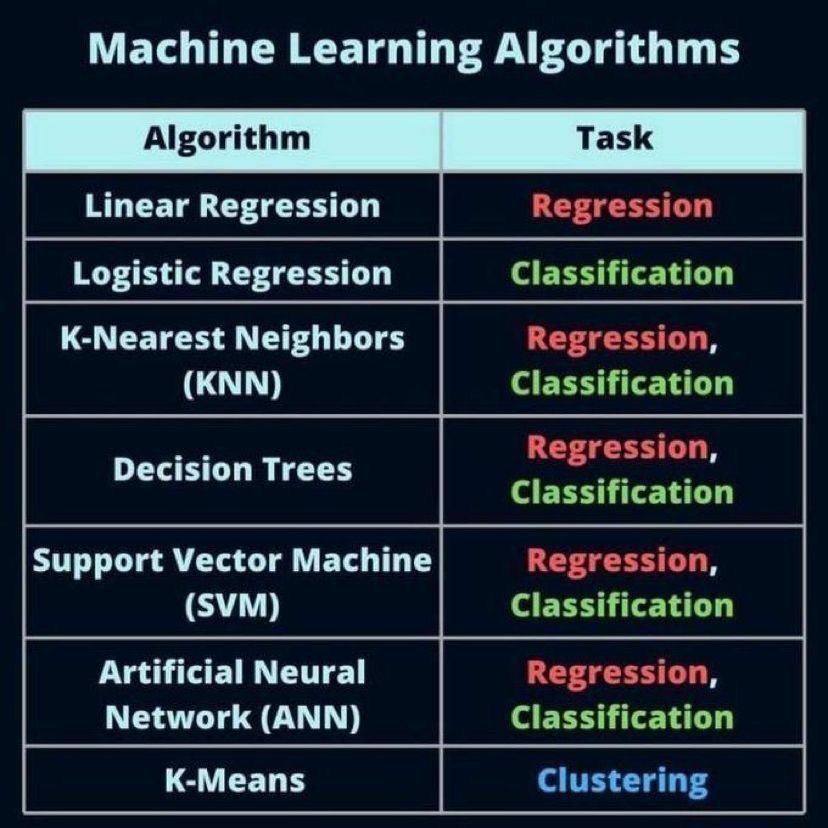 Machine Learning Algorithms
Algorithm Task
Linear Regression Regression
Logistic Regression Classification
K-Nearest Neighbors
(KNN)
Regression,
Classification
Decision Trees
Regression,
Classification
Support Vector Machine
(SVM)
Regression,
Classification
Artificial Neural
Network (ANN)
Regression,
Classification
K-Means Clustering